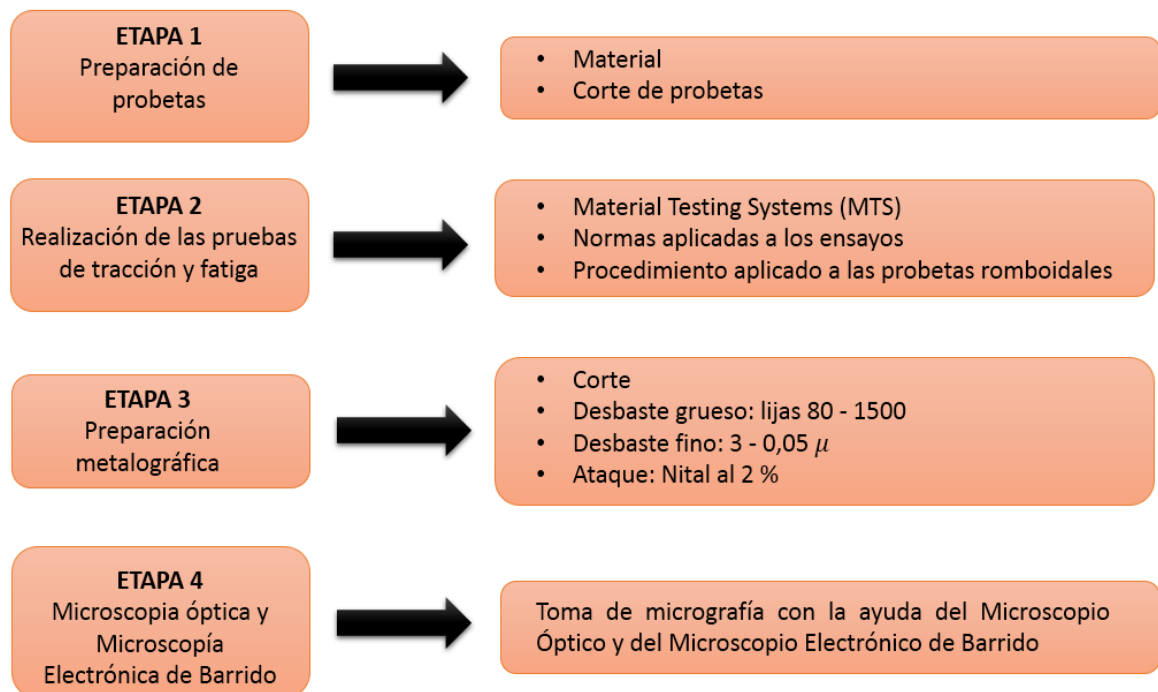 ETAPA 1
Preparación de
probetas
• Material
• Corte de probetas
ETAPA 2
Realización de las pruebas
de tracción y fatiga
• Material Testing Systems (MTS)
• Normas aplicadas a los ensayos
• Procedimiento aplicado a las probetas romboidales
ETAPA 3
Preparación
metalográfica
• Corte
• Desbaste grueso: lijas 80 - 1500
• Desbaste fino: 3 - 0,05 𝜇
• Ataque: Nital al 2 %
ETAPA 4
Microscopia óptica y
Microscopía
Electrónica de Barrido
Toma de micrografía con la ayuda del Microscopio
Óptico y del Microscopio Electrónico de Barrido